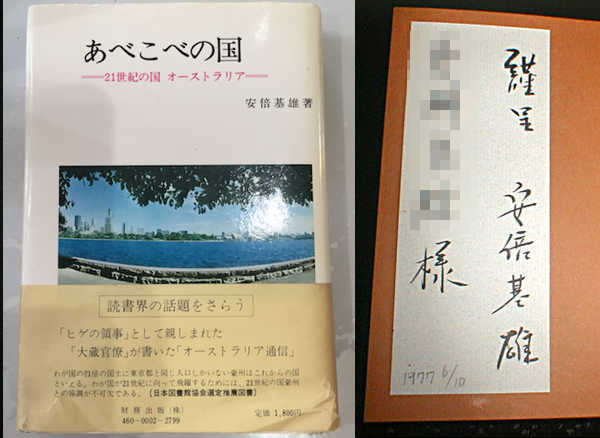 あべこべの国
21世紀の国 オーストラリア
安倍基雄著
読書界の話題をさらう
「ヒゲの領事」として親しまれた
「大蔵官僚」が書いた「オーストラリア通信」
わが国の21倍の国土に東京都と同じ人口しかいない豪州はこれからの国
といえる。わが国が21世紀に向って飛躍するためには、21世紀の国豪州
との協調が不可欠である。〔日本図書館協会選定推薦図書〕
財務出版(株)
460-0002-2799
定価 1,800円
謹呈 安倍基雄
様
1977 6/10